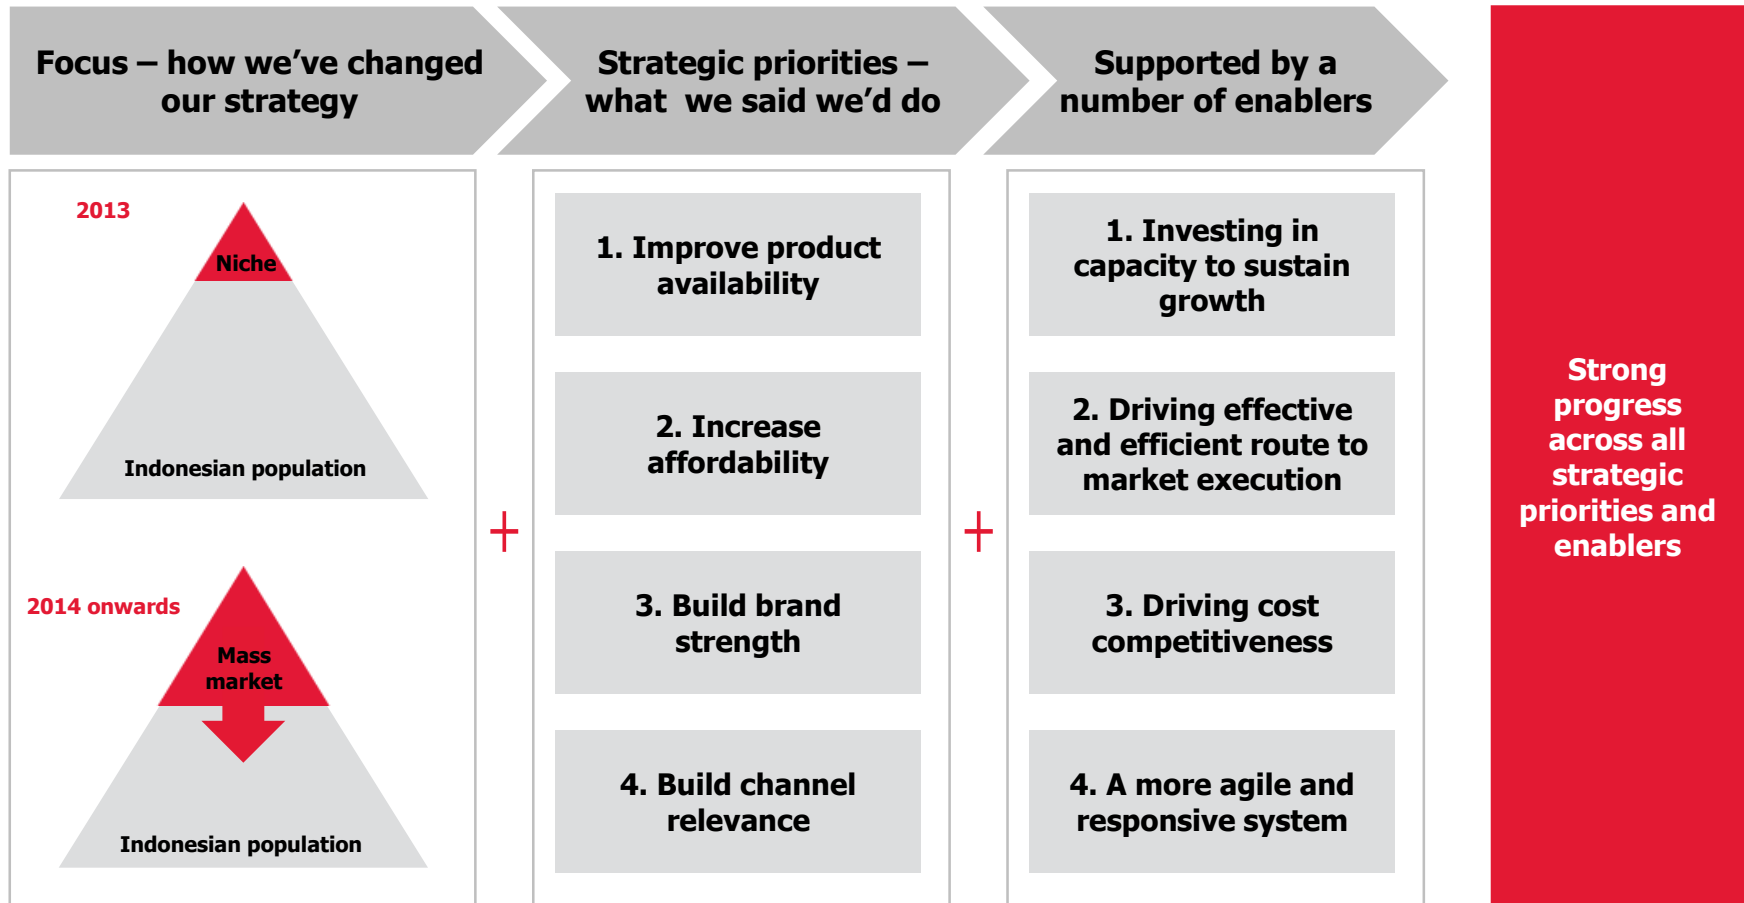 Focus – how we've changed
our strategy
Strategic priorities –
what  we said we'd do
Supported by a
number of enablers
2013
Niche
Indonesian population
2014 onwards
Mass
market
Indonesian population
+
1. Improve product
availability
2. Increase
affordability
3. Build brand
strength
4. Build channel
relevance
+
1. Investing in
capacity to sustain
growth
2. Driving effective
and efficient route to
market execution
3. Driving cost
competitiveness
4. A more agile and
responsive system
Strong
progress
across all
strategic
priorities and
enablers